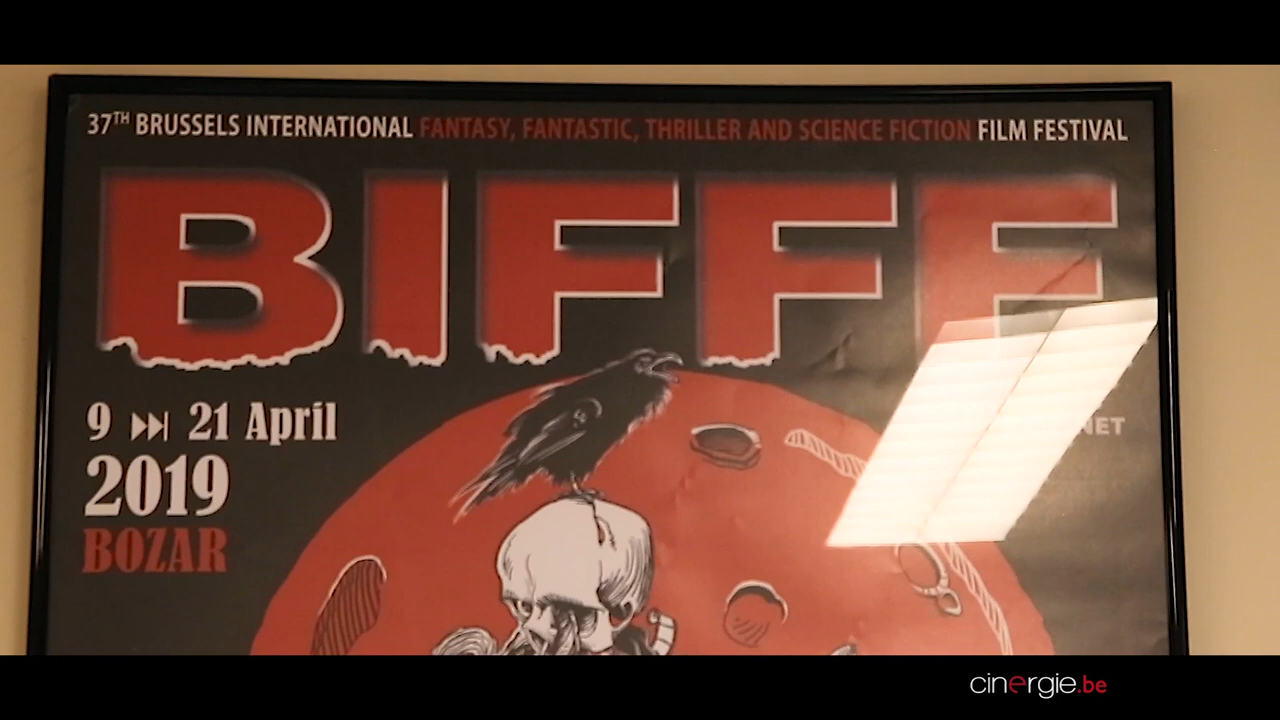 37TH BRUSSELS INTERNATIONAL FANTASY, FANTASTIC, THRILLER AND SCIENCE FICTION FILM FESTIVAL
BIFFF
9 21 April
2019
BOZAR
cinergie.be